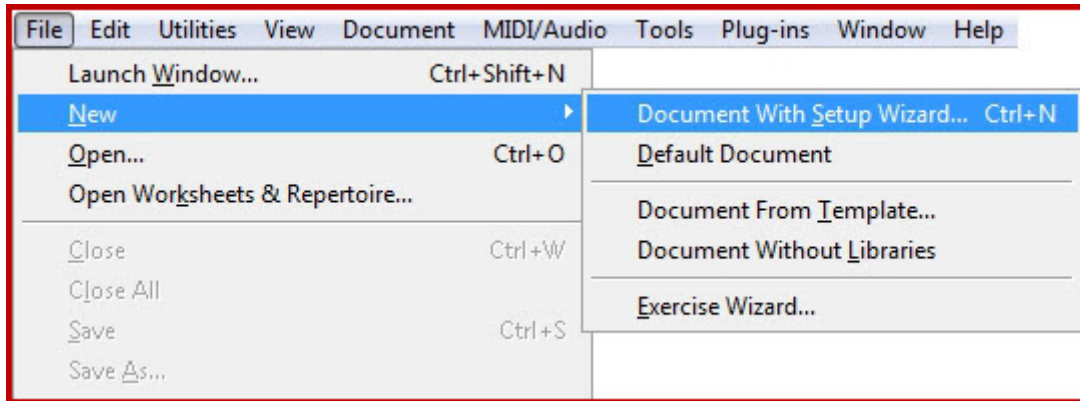 File Edit Utilities View Document MIDI/Audio Tools Plug-ins Window Help
Launch Window... Ctrl+Shift+N
New
Open... Ctrl+O
Open Worksheets & Repertoire...
Close Ctrl+W
Close All
Save Ctrl+S
Save As...
Document With Setup Wizard... Ctrl+N
Default Document
Document From Template...
Document Without Libraries
Exercise Wizard...